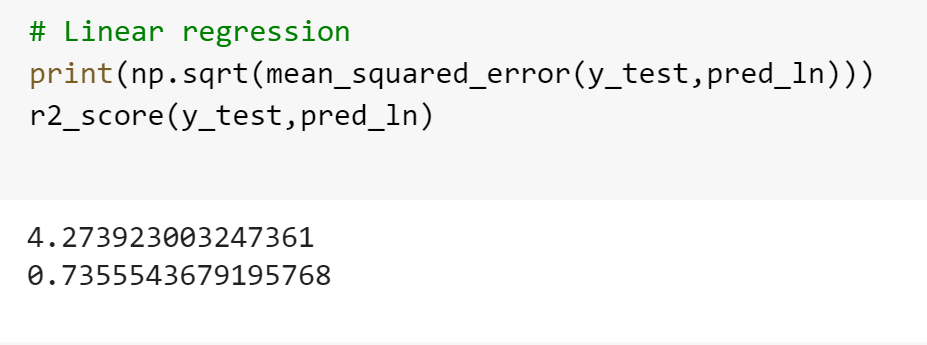 # Linear regression
print(np.sqrt(mean_squared_error(y_test,pred_ln)))
r2_score(y_test,pred_ln)
4.273923003247361
0.7355543679195768